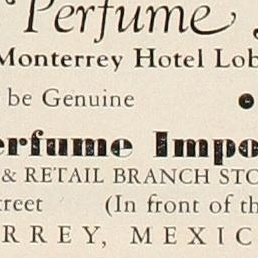 Perfume
Monterrey Hotel Lob
be Genuine
erfume Impo
& RETAIL BRANCH STO
treet (In front of th
RREY, MEXIC